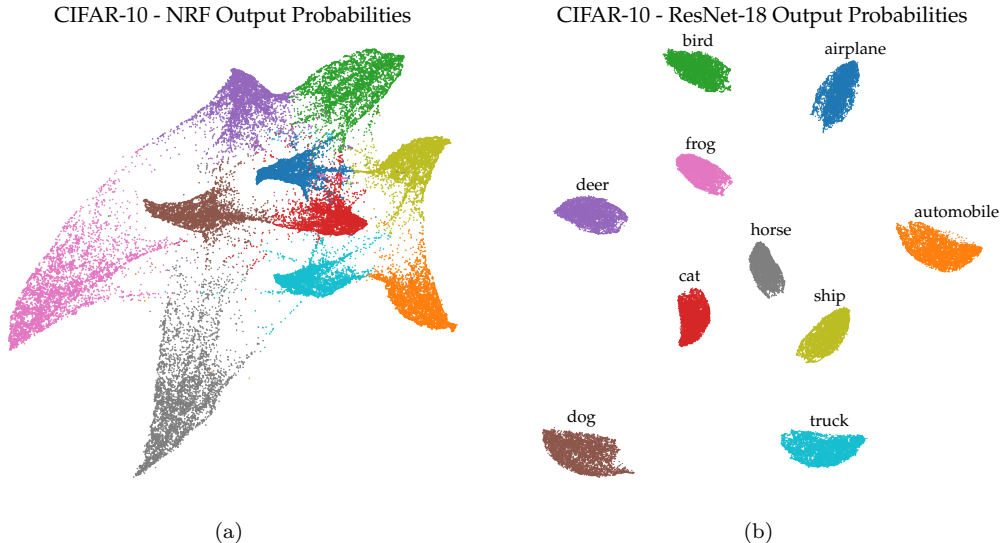 CIFAR-10 - NRF Output Probabilities
CIFAR-10 - ResNet-18 Output Probabilities
bird
airplane
frog
deer
automobile
horse
cat
ship
dog
truck
(a)
(b)